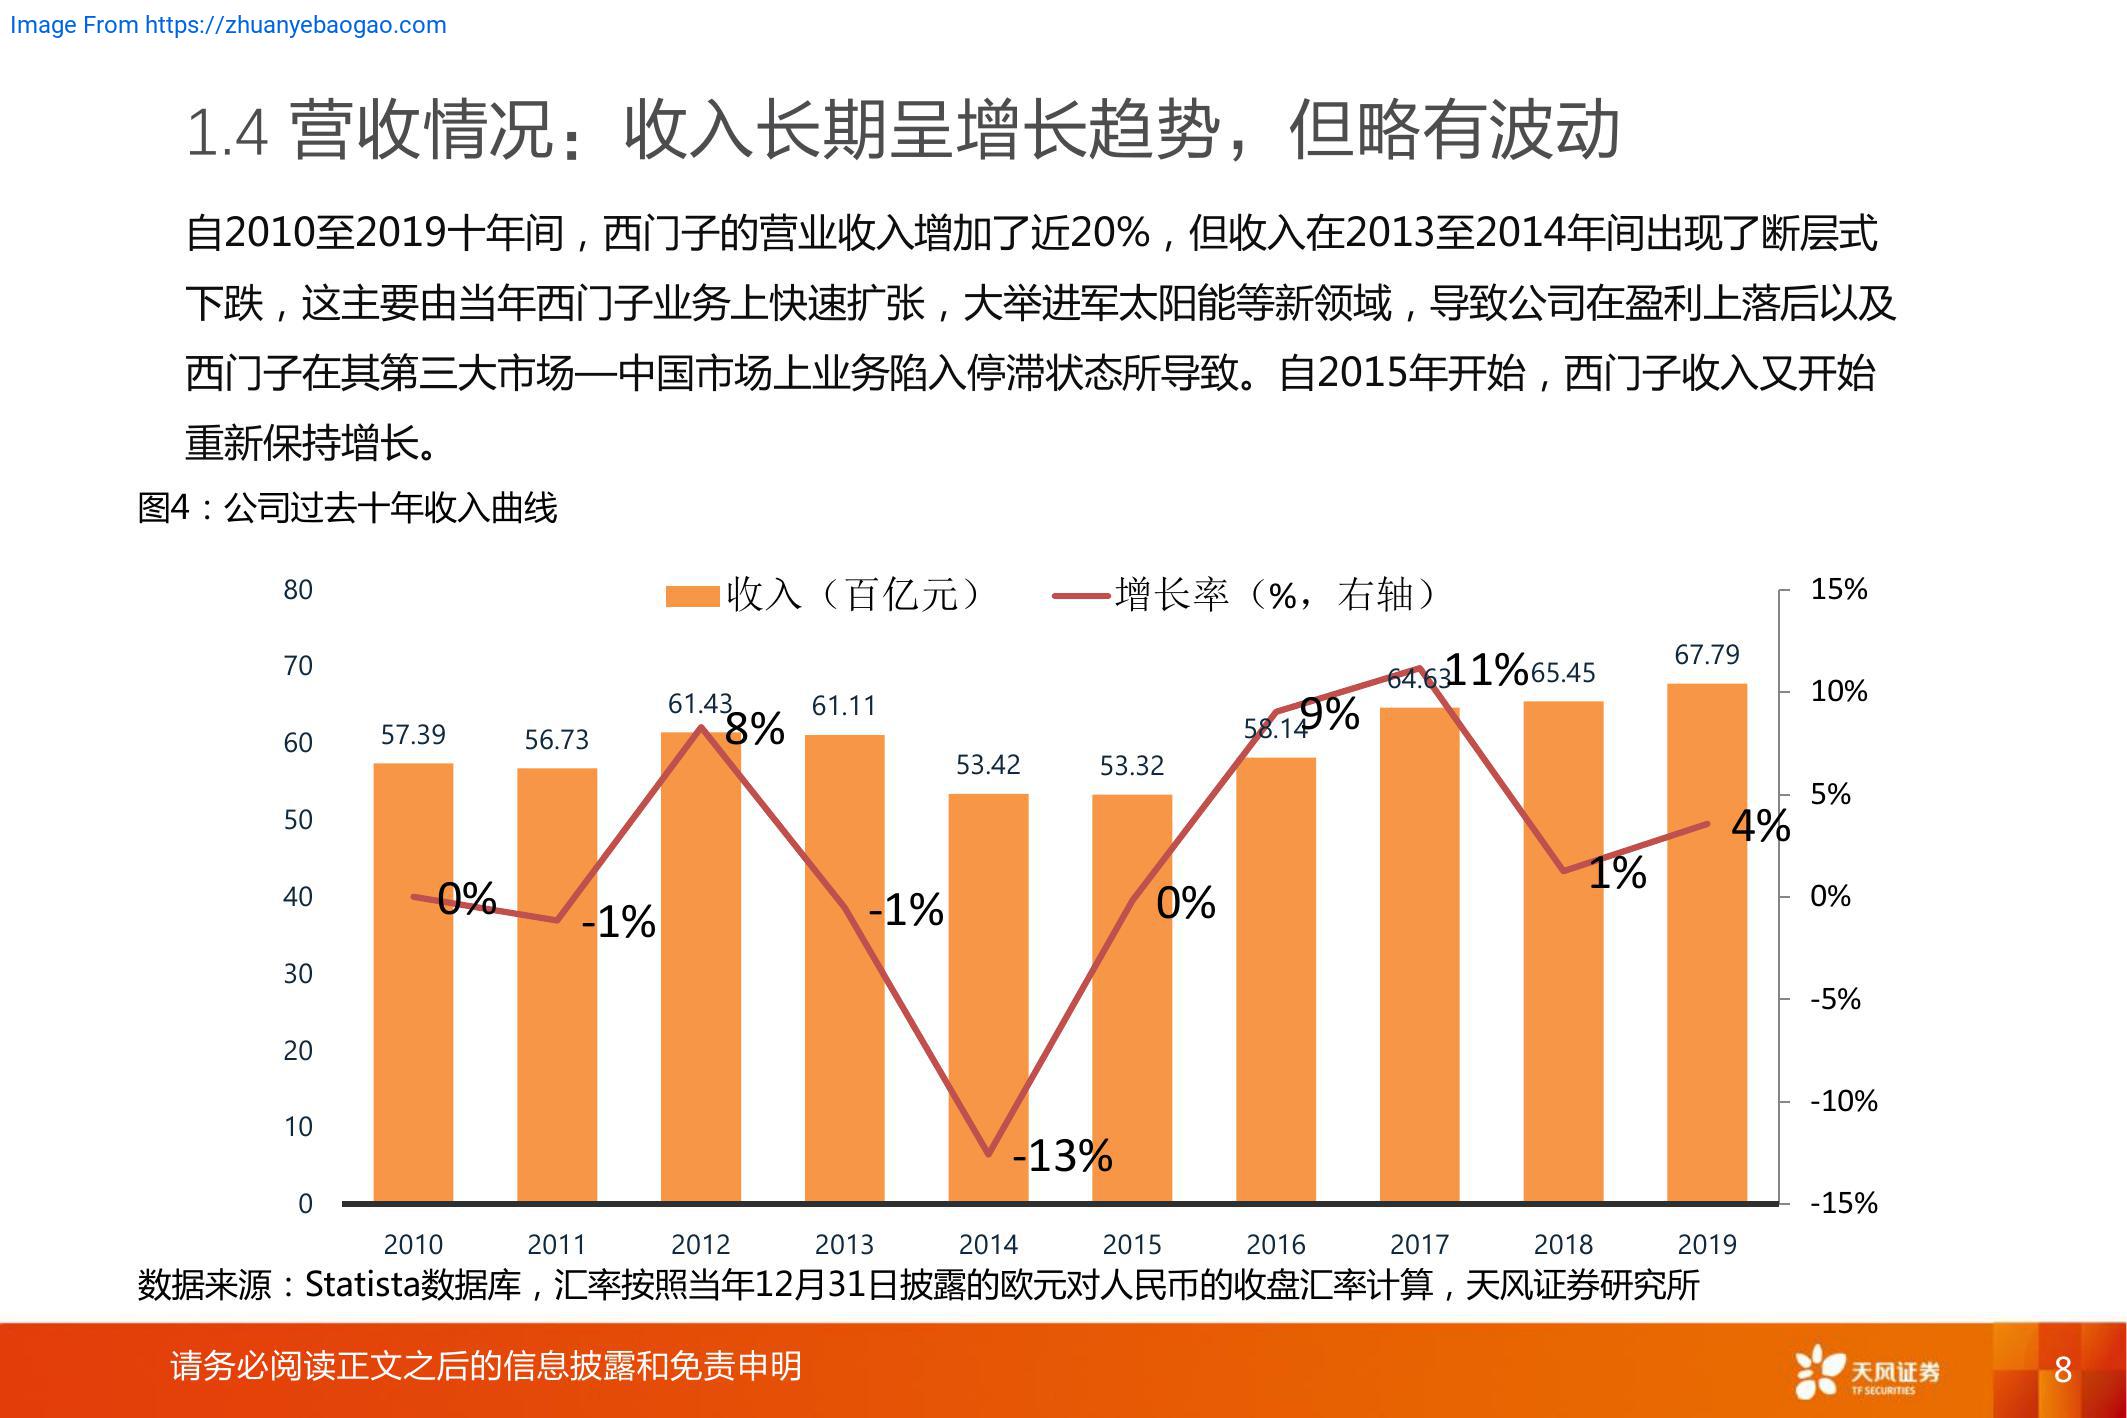 Image From https://zhuanyebaogao.com
1.4 营收情况：收入长期呈增长趋势，但略有波动
自2010至2019十年间，西门子的营业收入增加了近20%，但收入在2013至2014年间出现了断层式
下跌，这主要由当年西门子业务上快速扩张，大举进军太阳能等新领域，导致公司在盈利上落后以及
西门子在其第三大市场—中国市场上业务陷入停滞状态所导致。自2015年开始，西门子收入又开始
重新保持增长。
图4：公司过去十年收入曲线
收入（百亿元） 增长率（%，右轴）
80
70
60
50
40
30
20
10
0
57.39
56.73
61.43
61.11
53.42
53.32
58.14
64.63
65.45
67.79
0%
-1%
8%
-1%
-13%
0%
9%
11%
1%
4%
15%
10%
5%
0%
-5%
-10%
-15%
2010 2011 2012 2013 2014 2015 2016 2017 2018 2019
数据来源：Statista数据库，汇率按照当年12月31日披露的欧元对人民币的收盘汇率计算，天风证券研究所
请务必阅读正文之后的信息披露和免责申明
天风证券
TF SECURITIES
8